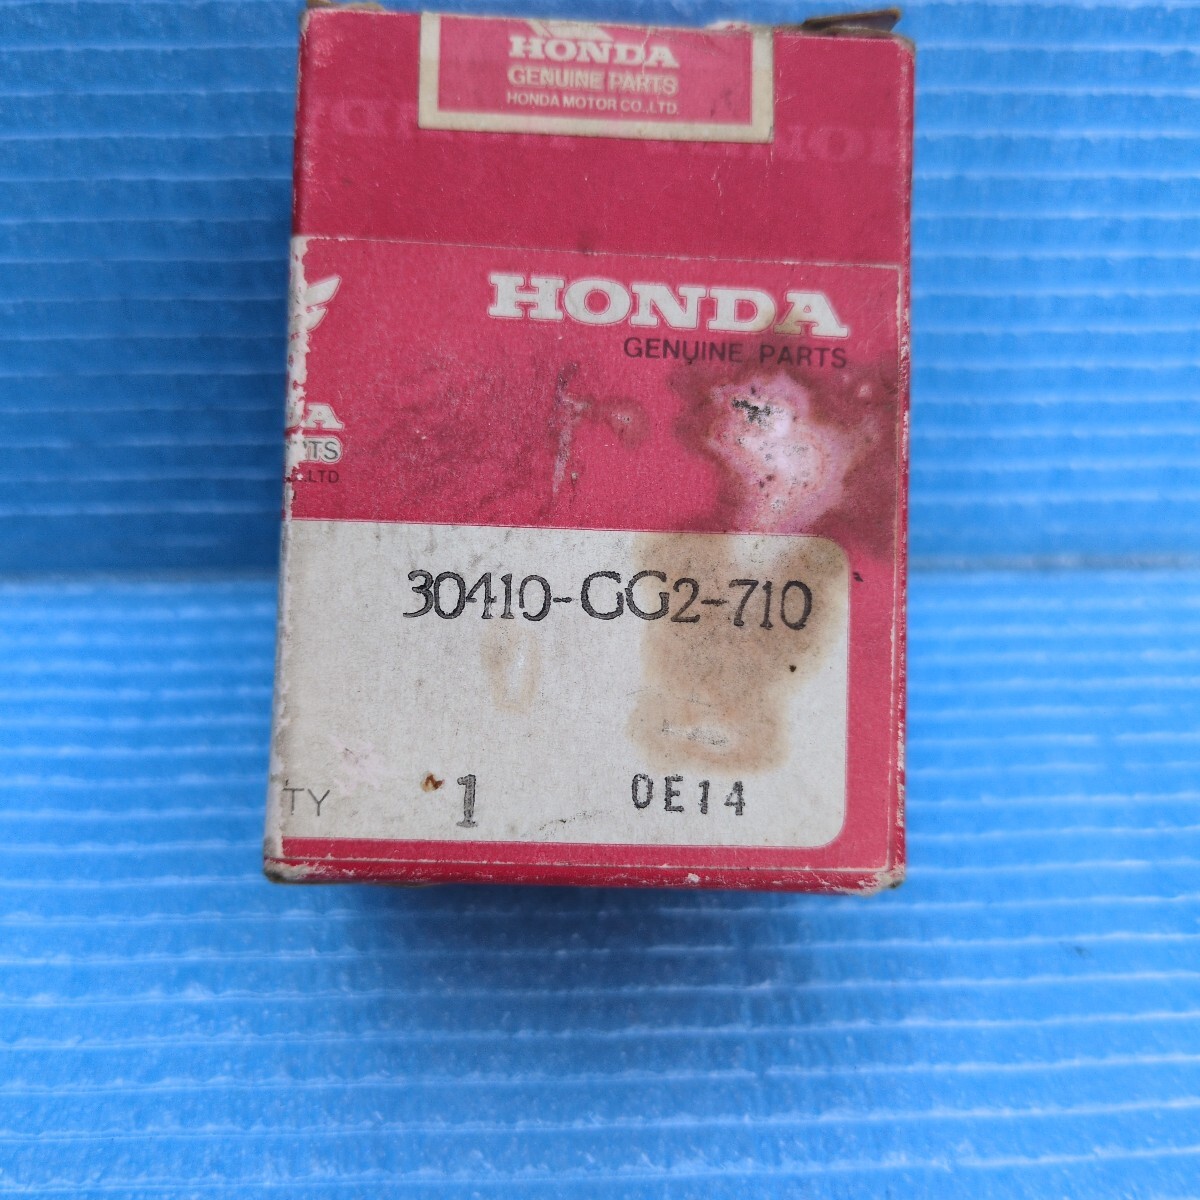 HONDA
GENUINE PARTS
HONDA MOTOR CO.,LTD.
HONDA
GENUINE PARTS
30410-GG2-710
TY 1 0E14